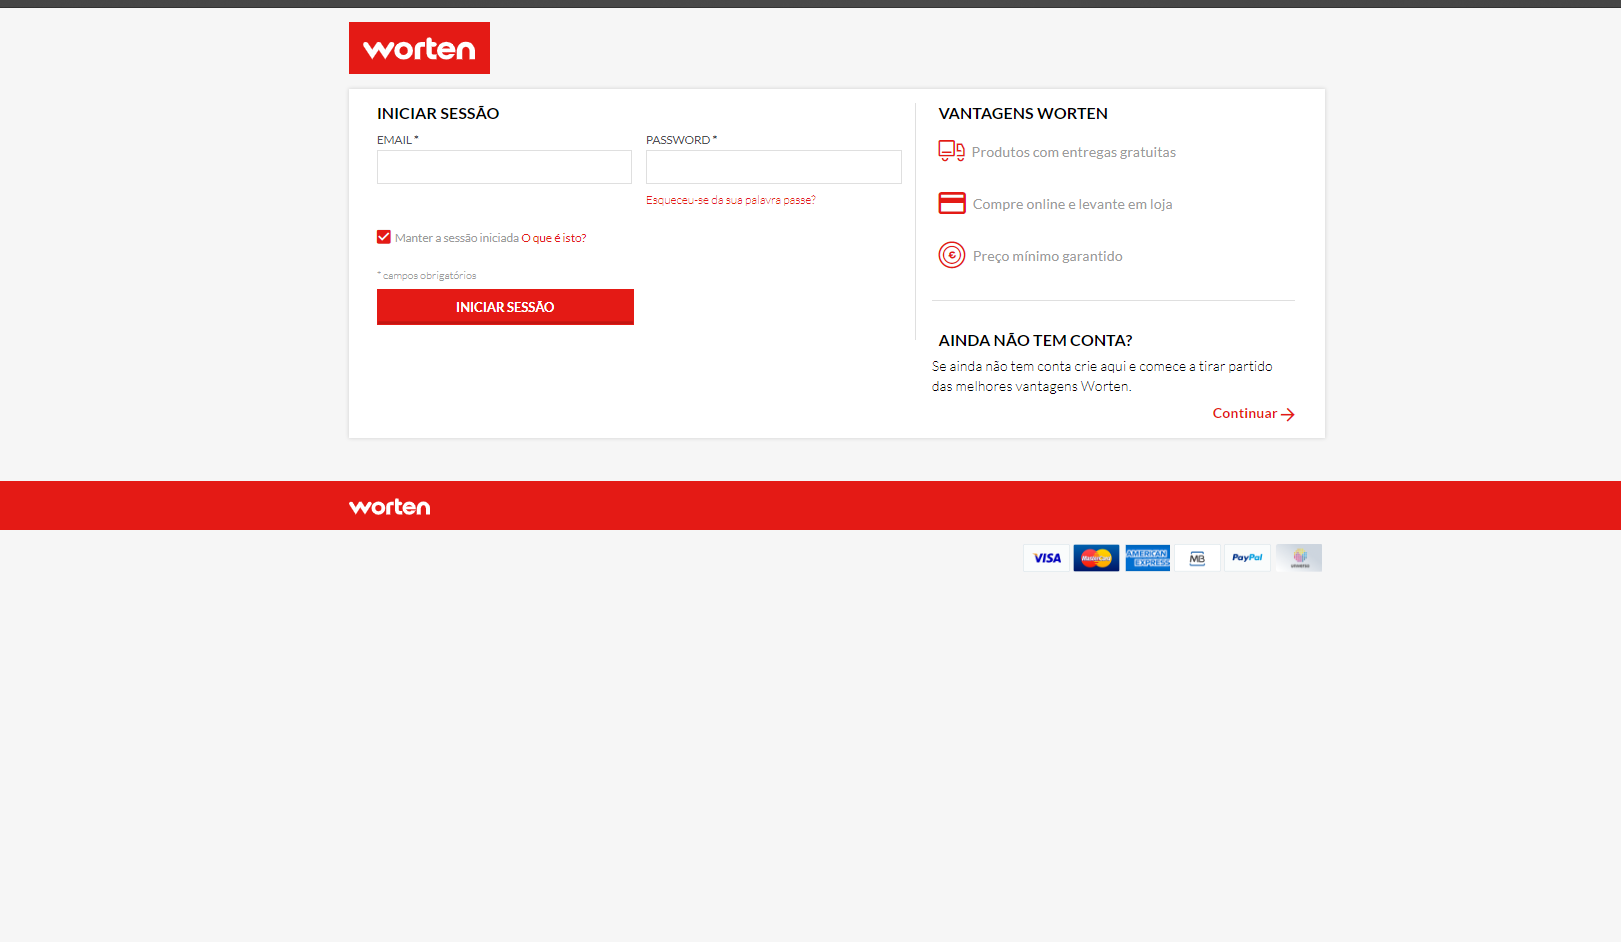 worten
INICIAR SESSÃO
EMAIL *
PASSWORD *
Esqueceu-se da sua palavra passe?
Manter a sessão iniciada O que é isto?
* campos obrigatórios
INICIAR SESSÃO
VANTAGENS WORTEN
Produtos com entregas gratuitas
Compre online e levante em loja
Preço mínimo garantido
AINDA NÃO TEM CONTA?
Se ainda não tem conta crie aqui e comece a tirar partido
das melhores vantagens Worten.
Continuar
worten
VISA
MasterCard
AMERICAN
EXPRESS
MB
PayPal